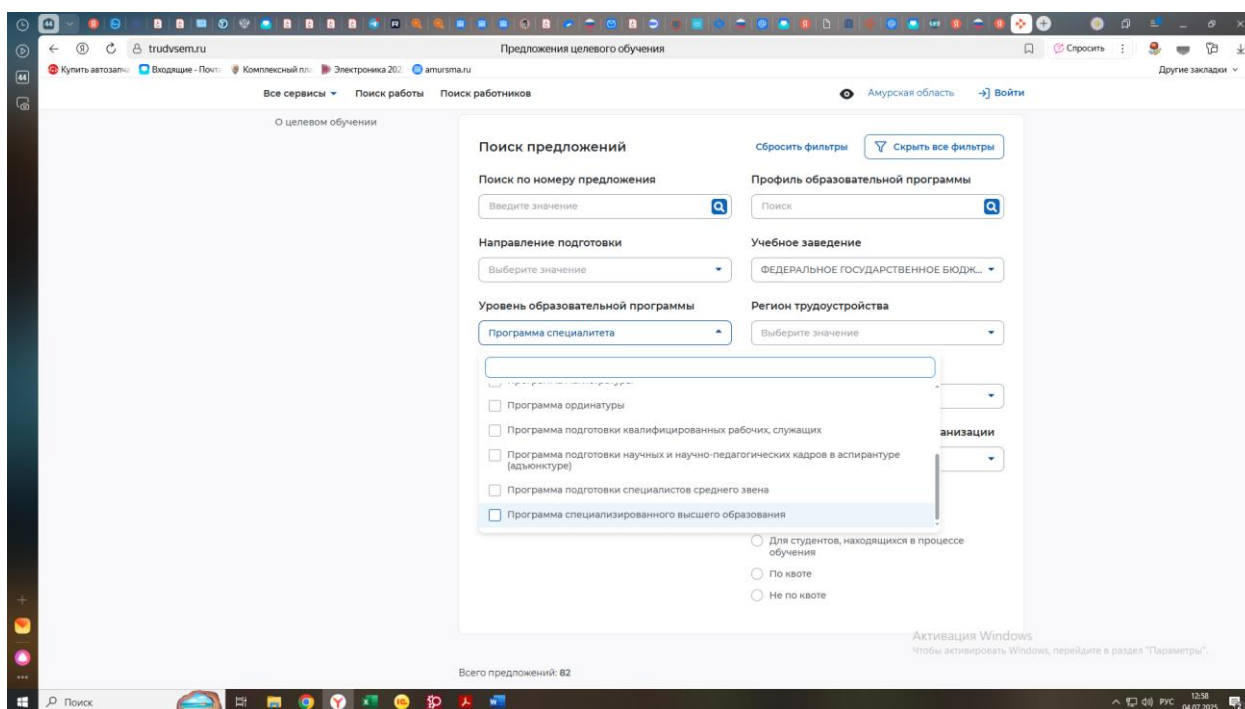 44
trudvsem.ru
Предложения целевого обучения
Спросить
44
Купить автозапча
Входящие - Почта
Комплексный пла
Электроника 202
amursma.ru
Другие закладки
Все сервисы
Поиск работы
Поиск работников
Амурская область
Войти
О целевом обучении
Поиск предложений
Сбросить фильтры
Скрыть все фильтры
Поиск по номеру предложения
Профиль образовательной программы
Введите значение
Поиск
Направление подготовки
Учебное заведение
Выберите значение
ФЕДЕРАЛЬНОЕ ГОСУДАРСТВЕННОЕ БЮДЖ...
Уровень образовательной программы
Регион трудоустройства
Программа специалитета
Выберите значение
Программа ординатуры
Программа подготовки квалифицированных рабочих, служащих
анизации
Программа подготовки научных и научно-педагогических кадров в аспирантуре
(адъюнктуре)
Программа подготовки специалистов среднего звена
Программа специализированного высшего образования
Для студентов, находящихся в процессе
обучения
По квоте
Не по квоте
Активация Windows
Чтобы активировать Windows, перейдите в раздел "Параметры".
Всего предложений: 82
Поиск
РУС
12:58
04.07.2025